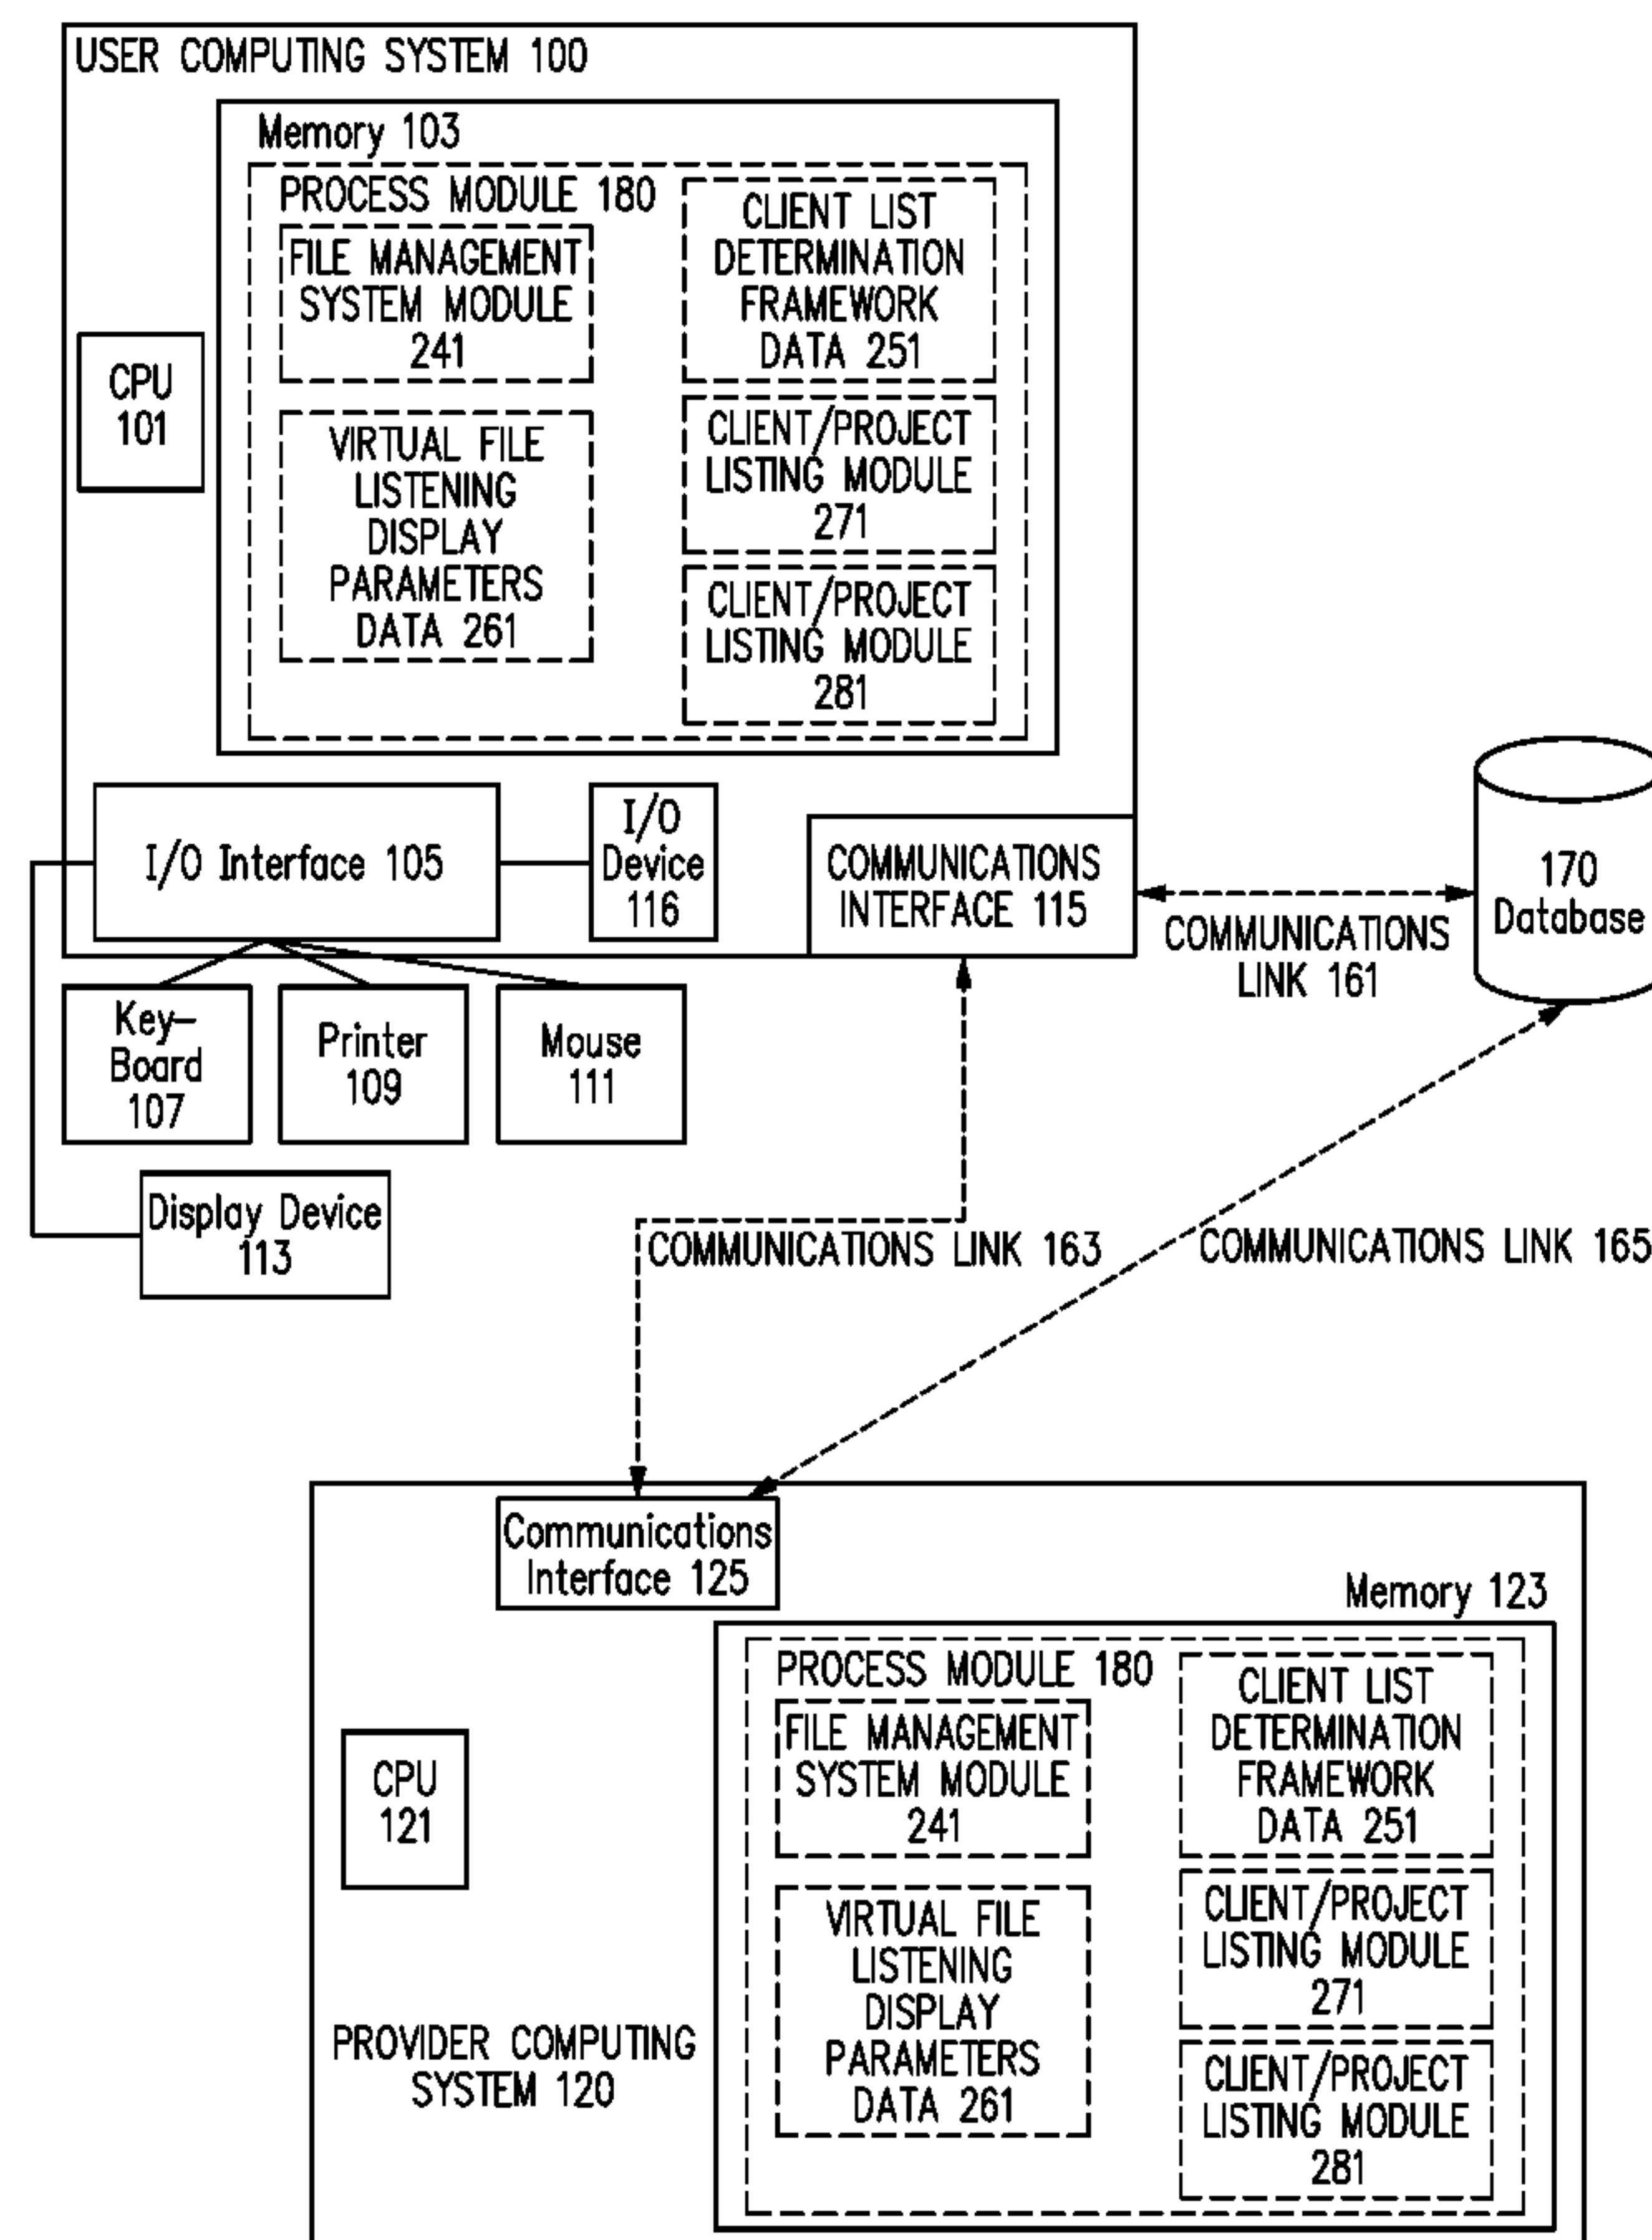 USER COMPUTING SYSTEM 100
Memory 103
PROCESS MODULE 180
FILE MANAGEMENT
SYSTEM MODULE
241
VIRTUAL FILE
LISTENING
DISPLAY
PARAMETERS
DATA 261
CLIENT LIST
DETERMINATION
FRAMEWORK
DATA 251
CLIENT/PROJECT
LISTING MODULE
271
CLIENT/PROJECT
LISTING MODULE
281
CPU
101
I/O Interface 105
I/O
Device
116
COMMUNICATIONS
INTERFACE 115
COMMUNICATIONS
LINK 161
170
Database
Key-
Board
107
Printer
109
Mouse
111
Display Device
113
COMMUNICATIONS LINK 163
COMMUNICATIONS LINK 165
Communications
Interface 125
Memory 123
PROCESS MODULE 180
FILE MANAGEMENT
SYSTEM MODULE
241
VIRTUAL FILE
LISTENING
DISPLAY
PARAMETERS
DATA 261
CLIENT LIST
DETERMINATION
FRAMEWORK
DATA 251
CLIENT/PROJECT
LISTING MODULE
271
CLIENT/PROJECT
LISTING MODULE
281
CPU
121
PROVIDER COMPUTING
SYSTEM 120